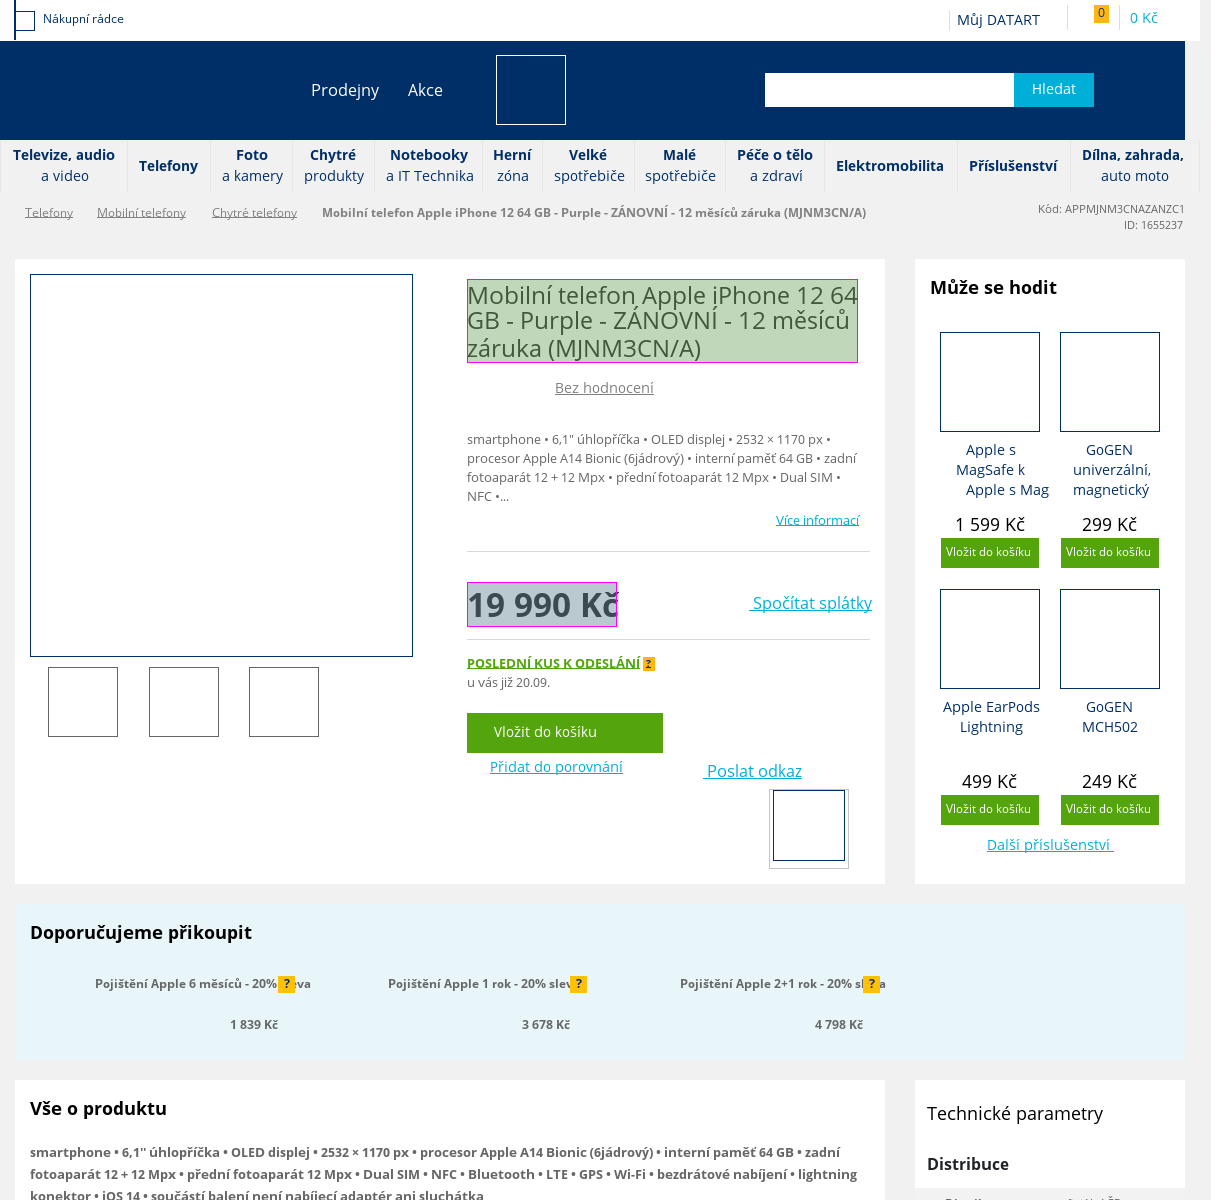 Nákupní rádce
Můj DATART
0
0 Kč
Prodejny
Akce
Hledat
Televize, audio
a video
Telefony
Foto
a kamery
Chytré
produkty
Notebooky
a IT Technika
Herní
zóna
Velké
spotřebiče
Malé
spotřebiče
Péče o tělo
a zdraví
Elektromobilita
Příslušenství
Dílna, zahrada,
auto moto
Telefony
Mobilní telefony
Chytré telefony
Mobilní telefon Apple iPhone 12 64 GB - Purple - ZÁNOVNÍ - 12 měsíců záruka (MJNM3CN/A)
Kód: APPMJNM3CNAZANZC1
ID: 1655237
Mobilní telefon Apple iPhone 12 64
GB - Purple - ZÁNOVNÍ - 12 měsíců
záruka (MJNM3CN/A)
Bez hodnocení
smartphone • 6,1" úhlopříčka • OLED displej • 2532 × 1170 px •
procesor Apple A14 Bionic (6jádrový) • interní paměť 64 GB • zadní
fotoaparát 12 + 12 Mpx • přední fotoaparát 12 Mpx • Dual SIM •
NFC •...
Více informací
19 990 Kč
Spočítat splátky
POSLEDNÍ KUS K ODESLÁNÍ ?
u vás již 20.09.
Vložit do košíku
Přidat do porovnání
Poslat odkaz
Může se hodit
Apple s
MagSafe k
Apple s Mag
1 599 Kč
Vložit do košíku
GoGEN
univerzální,
magnetický
299 Kč
Vložit do košíku
Apple EarPods
Lightning
499 Kč
Vložit do košíku
GoGEN
MCH502
249 Kč
Vložit do košíku
Další příslušenství
Doporučujeme přikoupit
Pojištění Apple 6 měsíců - 20% ?
1 839 Kč
Pojištění Apple 1 rok - 20% slev ?
3 678 Kč
Pojištění Apple 2+1 rok - 20% ?
4 798 Kč
Vše o produktu
smartphone • 6,1'' úhlopříčka • OLED displej • 2532 × 1170 px • procesor Apple A14 Bionic (6jádrový) • interní paměť 64 GB • zadní
fotoaparát 12 + 12 Mpx • přední fotoaparát 12 Mpx • Dual SIM • NFC • Bluetooth • LTE • GPS • Wi-Fi • bezdrátové nabíjení • lightning
konektor • iOS 14 • součástí balení není nabíjecí adaptér ani sluchátka
Technické parametry
Distribuce